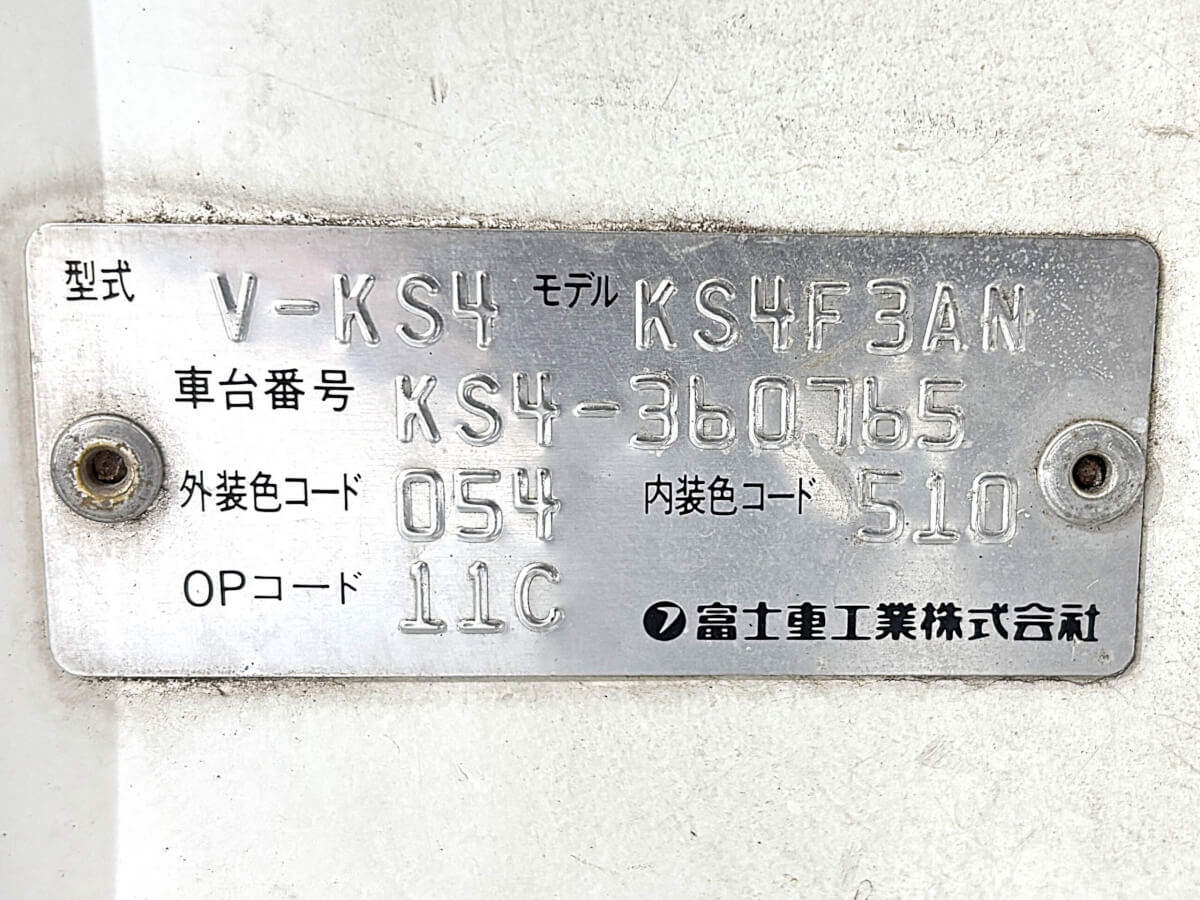 型式 V-KS4 モデル KS4F3AN
車台番号 KS4-360765
外装色コード 054 内装色コード 510
OPコード 11C
富士重工業株式会社